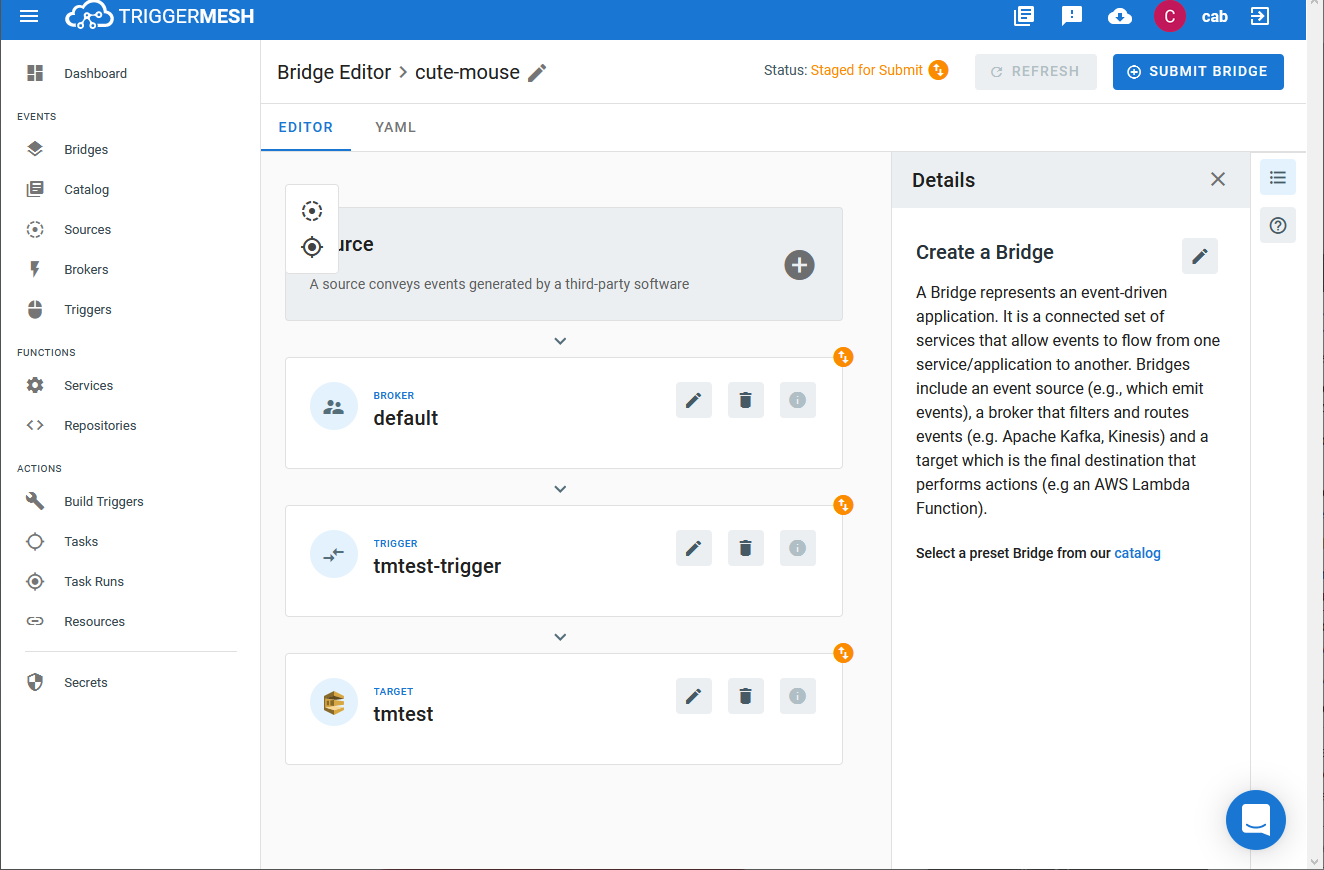 TRIGGERMESH
C
cab
Dashboard
EVENTS
Bridges
Catalog
Sources
Brokers
Triggers
FUNCTIONS
Services
Repositories
ACTIONS
Build Triggers
Tasks
Task Runs
Resources
Secrets
Bridge Editor > cute-mouse
Status: Staged for Submit
REFRESH
SUBMIT BRIDGE
EDITOR
YAML
urce
A source conveys events generated by a third-party software
BROKER
default
TRIGGER
tmtest-trigger
TARGET
tmtest
Details
Create a Bridge
A Bridge represents an event-driven
application. It is a connected set of
services that allow events to flow from one
service/application to another. Bridges
include an event source (e.g., which emit
events), a broker that filters and routes
events (e.g. Apache Kafka, Kinesis) and a
target which is the final destination that
performs actions (e.g an AWS Lambda
Function).
Select a preset Bridge from our catalog